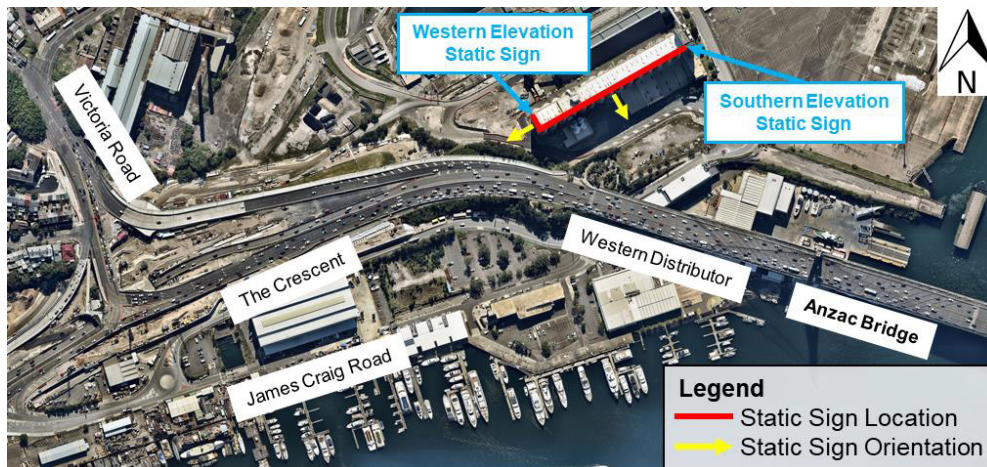 Western Elevation
Static Sign
N
Victoria Road
Southern Elevation
Static Sign
The Crescent
Western Distributor
Anzac Bridge
James Craig Road
Legend
Static Sign Location
Static Sign Orientation